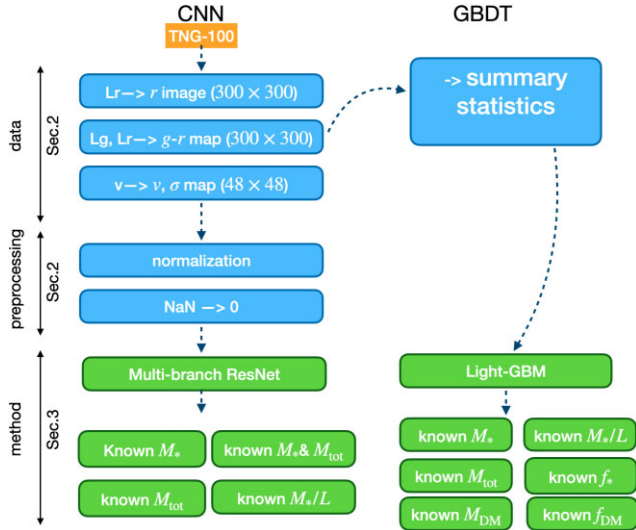 CNN
GBDT
TNG-100
data
Sec.2
Lr—> r image (300 × 300)
Lg, Lr—> g-r map (300 × 300)
v—> v, σ map (48 × 48)
-> summary
statistics
preprocessing
Sec.2
normalization
NaN —> 0
method
Sec.3
Multi-branch ResNet
Known M*
known M*& Mtot
known Mtot
known M*/L
Light-GBM
known M*
known M*/L
known Mtot
known f*
known MDM
known fDM